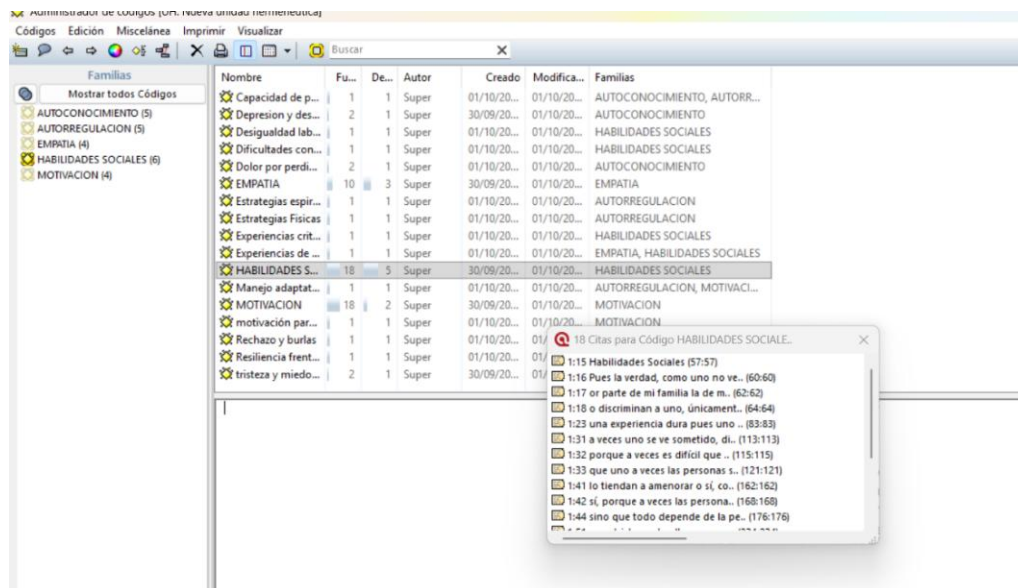 Administrador de códigos [UH: Nueva unidad hermenéutica]
Códigos Edición Miscelánea Imprimir Visualizar
Buscar
Familias
Mostrar todos Códigos
AUTOCONOCIMIENTO (5)
AUTORREGULACION (5)
EMPATIA (4)
HABILIDADES SOCIALES (6)
MOTIVACION (4)
Nombre Fu... De... Autor Creado Modifica... Familias
Capacidad de p... 1 1 Super 01/10/20... 01/10/20... AUTOCONOCIMIENTO, AUTORR...
Depresion y des... 2 1 Super 30/09/20... 01/10/20... AUTOCONOCIMIENTO
Desigualdad lab... 1 1 Super 01/10/20... 01/10/20... HABILIDADES SOCIALES
Dificultades con... 1 1 Super 01/10/20... 01/10/20... HABILIDADES SOCIALES
Dolor por perdi... 2 1 Super 01/10/20... 01/10/20... AUTOCONOCIMIENTO
EMPATIA 10 3 Super 30/09/20... 01/10/20... EMPATIA
Estrategias espir... 1 1 Super 01/10/20... 01/10/20... AUTORREGULACION
Estrategias Fisicas 1 1 Super 01/10/20... 01/10/20... AUTORREGULACION
Experiencias crit... 1 1 Super 01/10/20... 01/10/20... HABILIDADES SOCIALES
Experiencias de ... 1 1 Super 01/10/20... 01/10/20... EMPATIA, HABILIDADES SOCIALES
HABILIDADES S... 18 5 Super 30/09/20... 01/10/20... HABILIDADES SOCIALES
Manejo adaptat... 1 1 Super 01/10/20... 01/10/20... AUTORREGULACION, MOTIVACI...
MOTIVACION 18 2 Super 30/09/20... 01/10/20... MOTIVACION
motivación par... 1 1 Super 01/10/20... 01/10/20... MOTIVACION
Rechazo y burlas 1 1 Super 01/10/20... 01/
Resiliencia frent... 1 1 Super 01/10/20... 01/
tristeza y miedo... 2 1 Super 30/09/20... 01/
18 Citas para Código HABILIDADES SOCIALE..
1:15 Habilidades Sociales (57:57)
1:16 Pues la verdad, como uno no ve.. (60:60)
1:17 or parte de mi familia la de m.. (62:62)
1:18 o discriminan a uno, únicament.. (64:64)
1:23 una experiencia dura pues uno .. (83:83)
1:31 a veces uno se ve sometido, di.. (113:113)
1:32 porque a veces es difícil que .. (115:115)
1:33 que uno a veces las personas s.. (121:121)
1:41 lo tiendan a amenorar o sí, co.. (162:162)
1:42 sí, porque a veces las persona.. (168:168)
1:44 sino que todo depende de la pe.. (176:176)